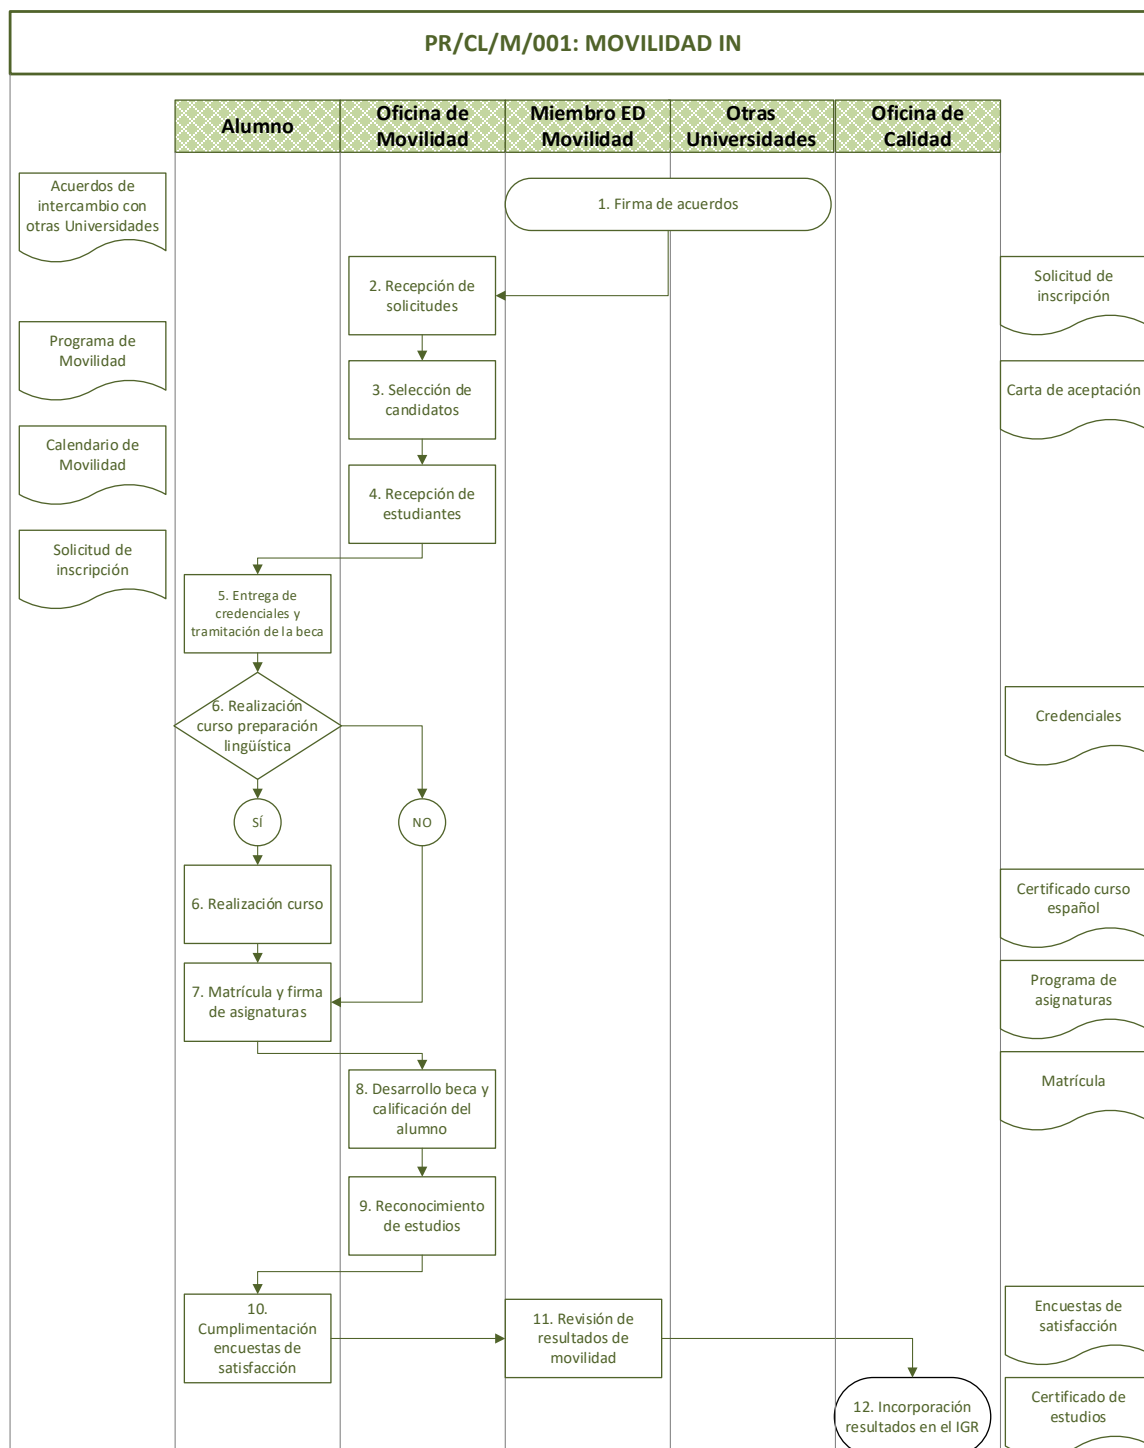 PR/CL/M/001: MOVILIDAD IN
Alumno
Oficina de
Movilidad
Miembro ED
Movilidad
Otras
Universidades
Oficina de
Calidad
Acuerdos de
intercambio con
otras Universidades
1. Firma de acuerdos
2. Recepción de
solicitudes
Solicitud de
inscripción
Programa de
Movilidad
3. Selección de
candidatos
Carta de aceptación
Calendario de
Movilidad
4. Recepción de
estudiantes
Solicitud de
inscripción
5. Entrega de
credenciales y
tramitación de la beca
6. Realización
curso preparación
lingüística
Credenciales
SÍ
NO
6. Realización curso
Certificado curso
español
7. Matrícula y firma
de asignaturas
Programa de
asignaturas
8. Desarrollo beca y
calificación del
alumno
Matrícula
9. Reconocimiento
de estudios
10.
Cumplimentación
encuestas de
satisfacción
11. Revisión de
resultados de
movilidad
Encuestas de
satisfacción
12. Incorporación
resultados en el IGR
Certificado de
estudios